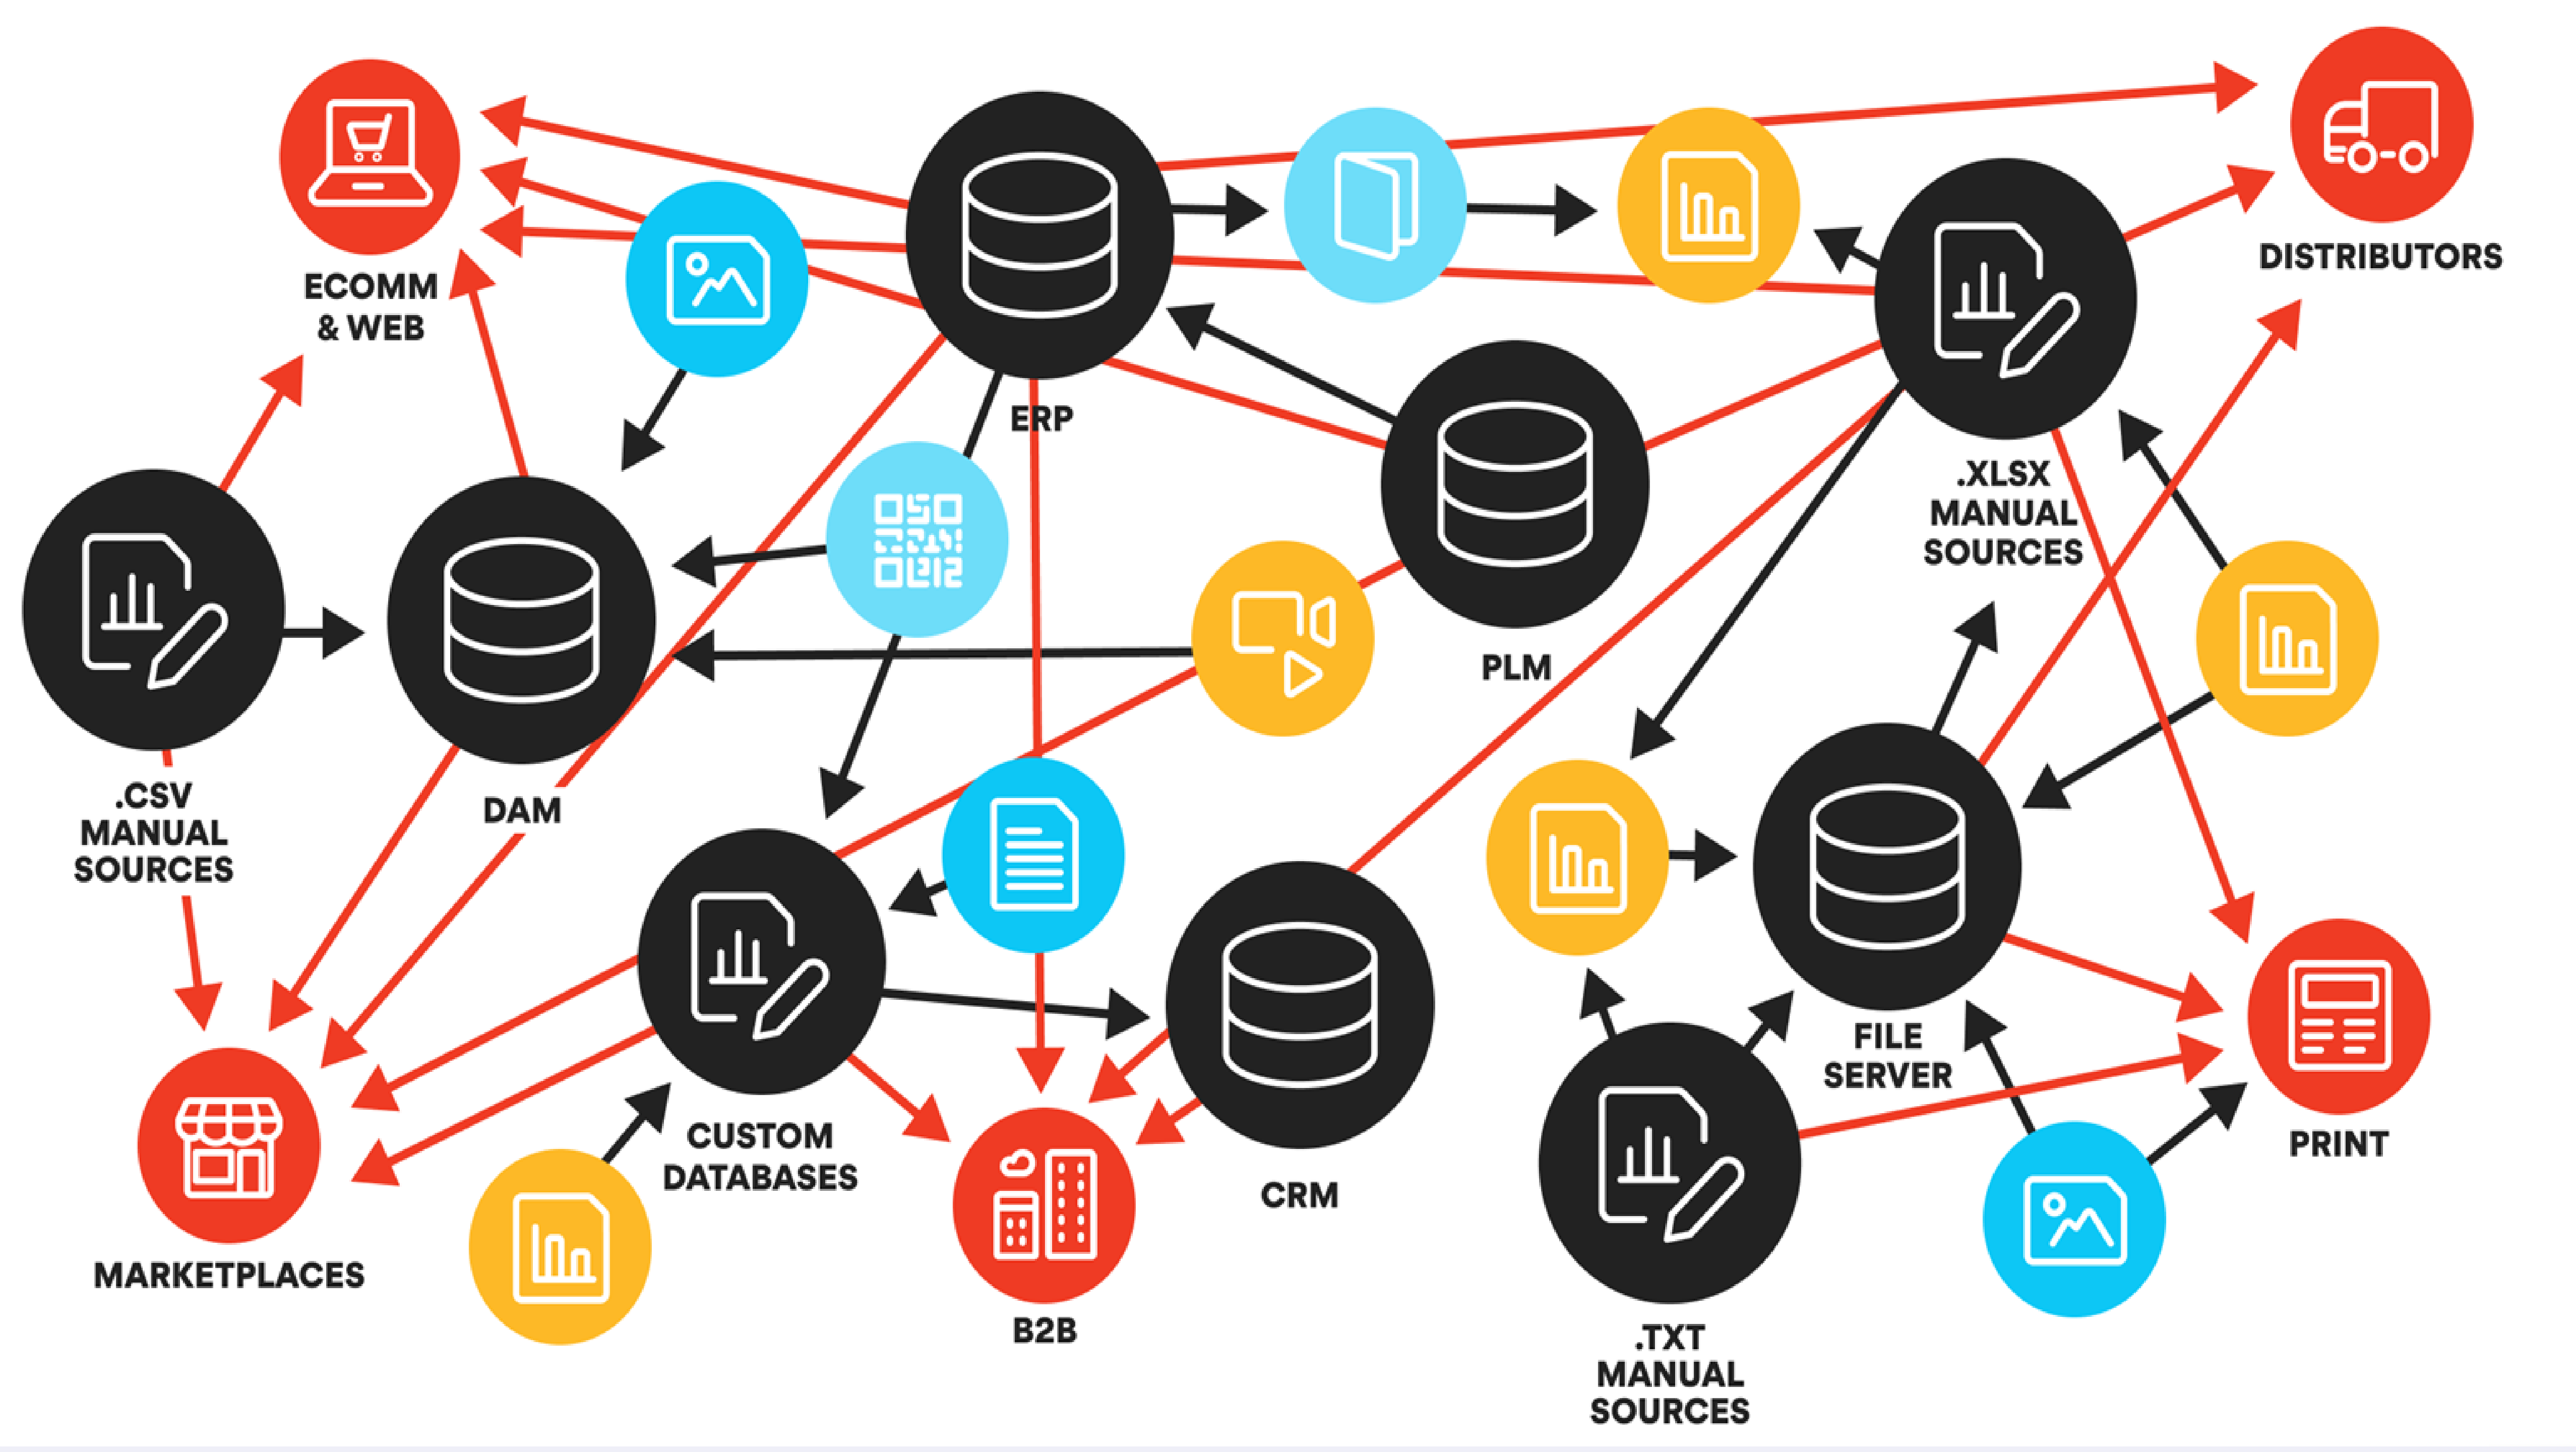 ECOMM
& WEB
DISTRIBUTORS
ERP
.XLSX
MANUAL
SOURCES
PLM
.CSV
MANUAL
SOURCES
DAM
CUSTOM
DATABASES
CRM
FILE
SERVER
PRINT
MARKETPLACES
B2B
.TXT
MANUAL
SOURCES